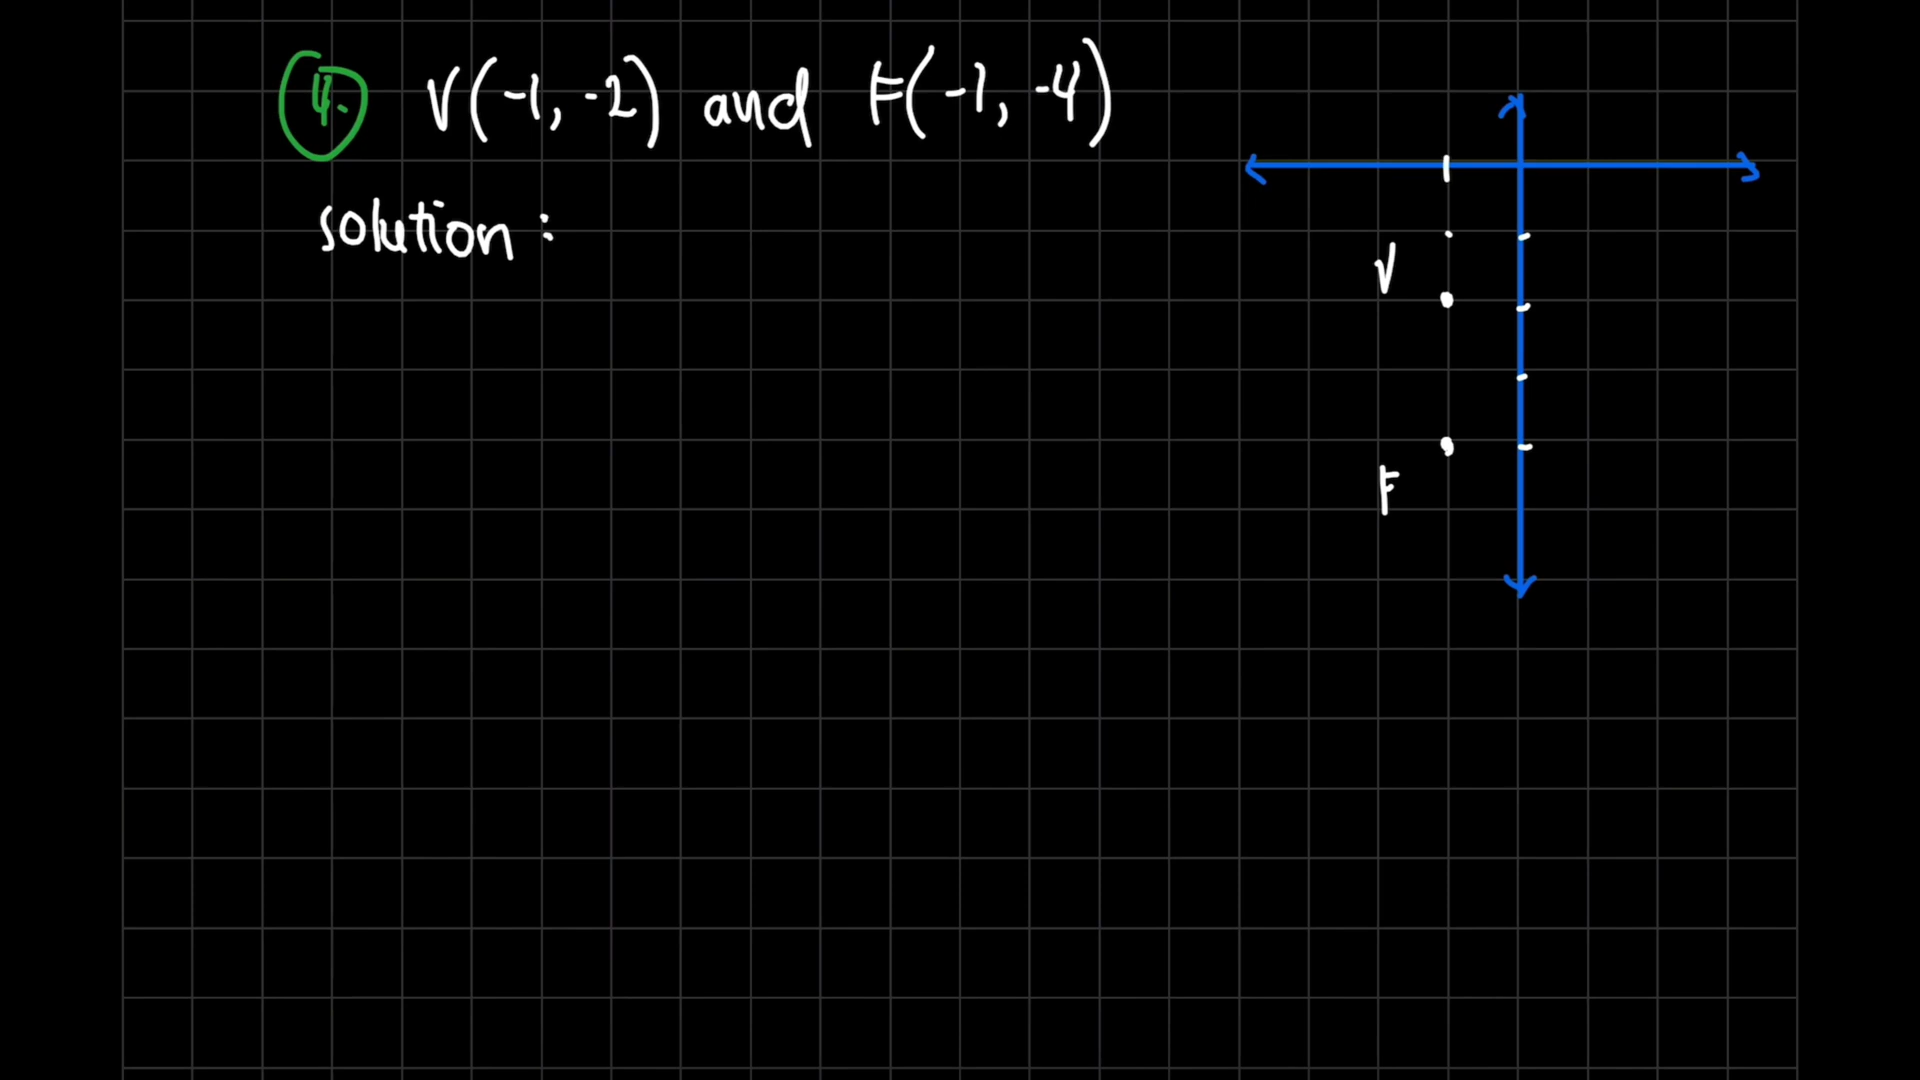 4. V(-1, -2) and F(-1, -4)
solution:
V
F